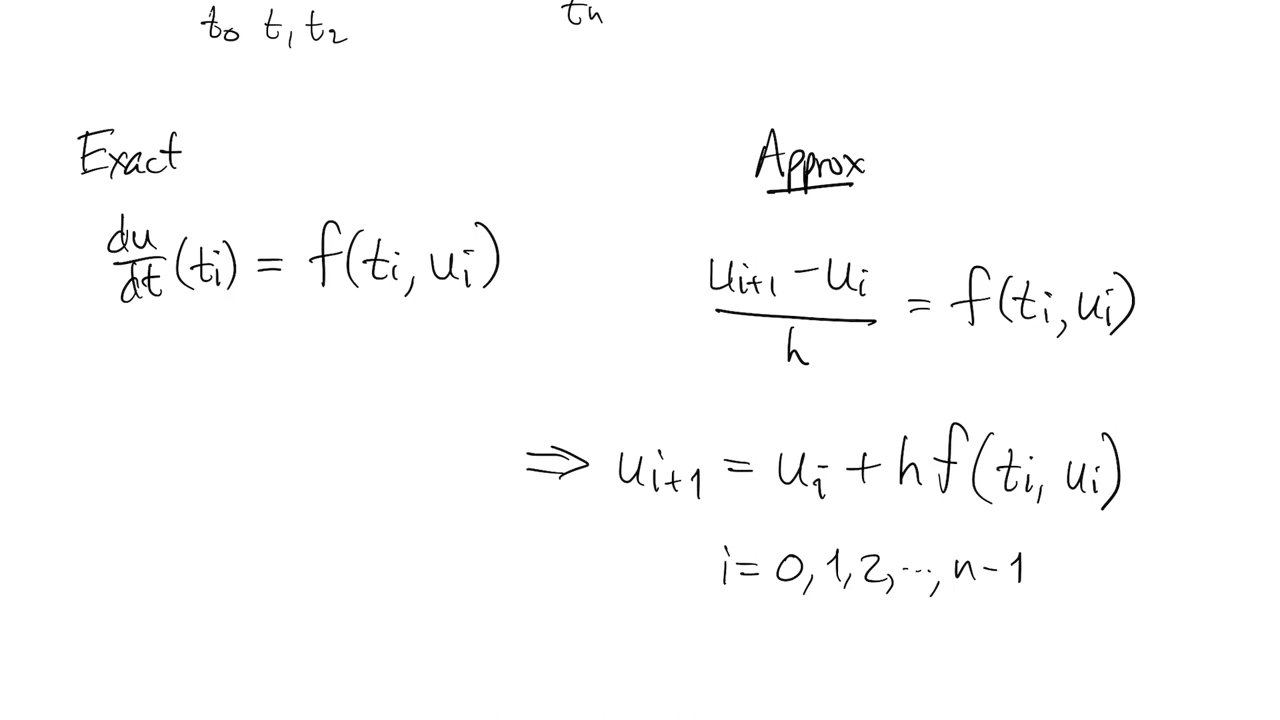 t₀ t₁ t₂ tₙ
Exact
Approx
du/dt (tᵢ) = f(tᵢ, uᵢ)
(uᵢ₊₁ − uᵢ)/h = f(tᵢ, uᵢ)
⇒ uᵢ₊₁ = uᵢ + h f(tᵢ, uᵢ)
i = 0, 1, 2, ..., n − 1